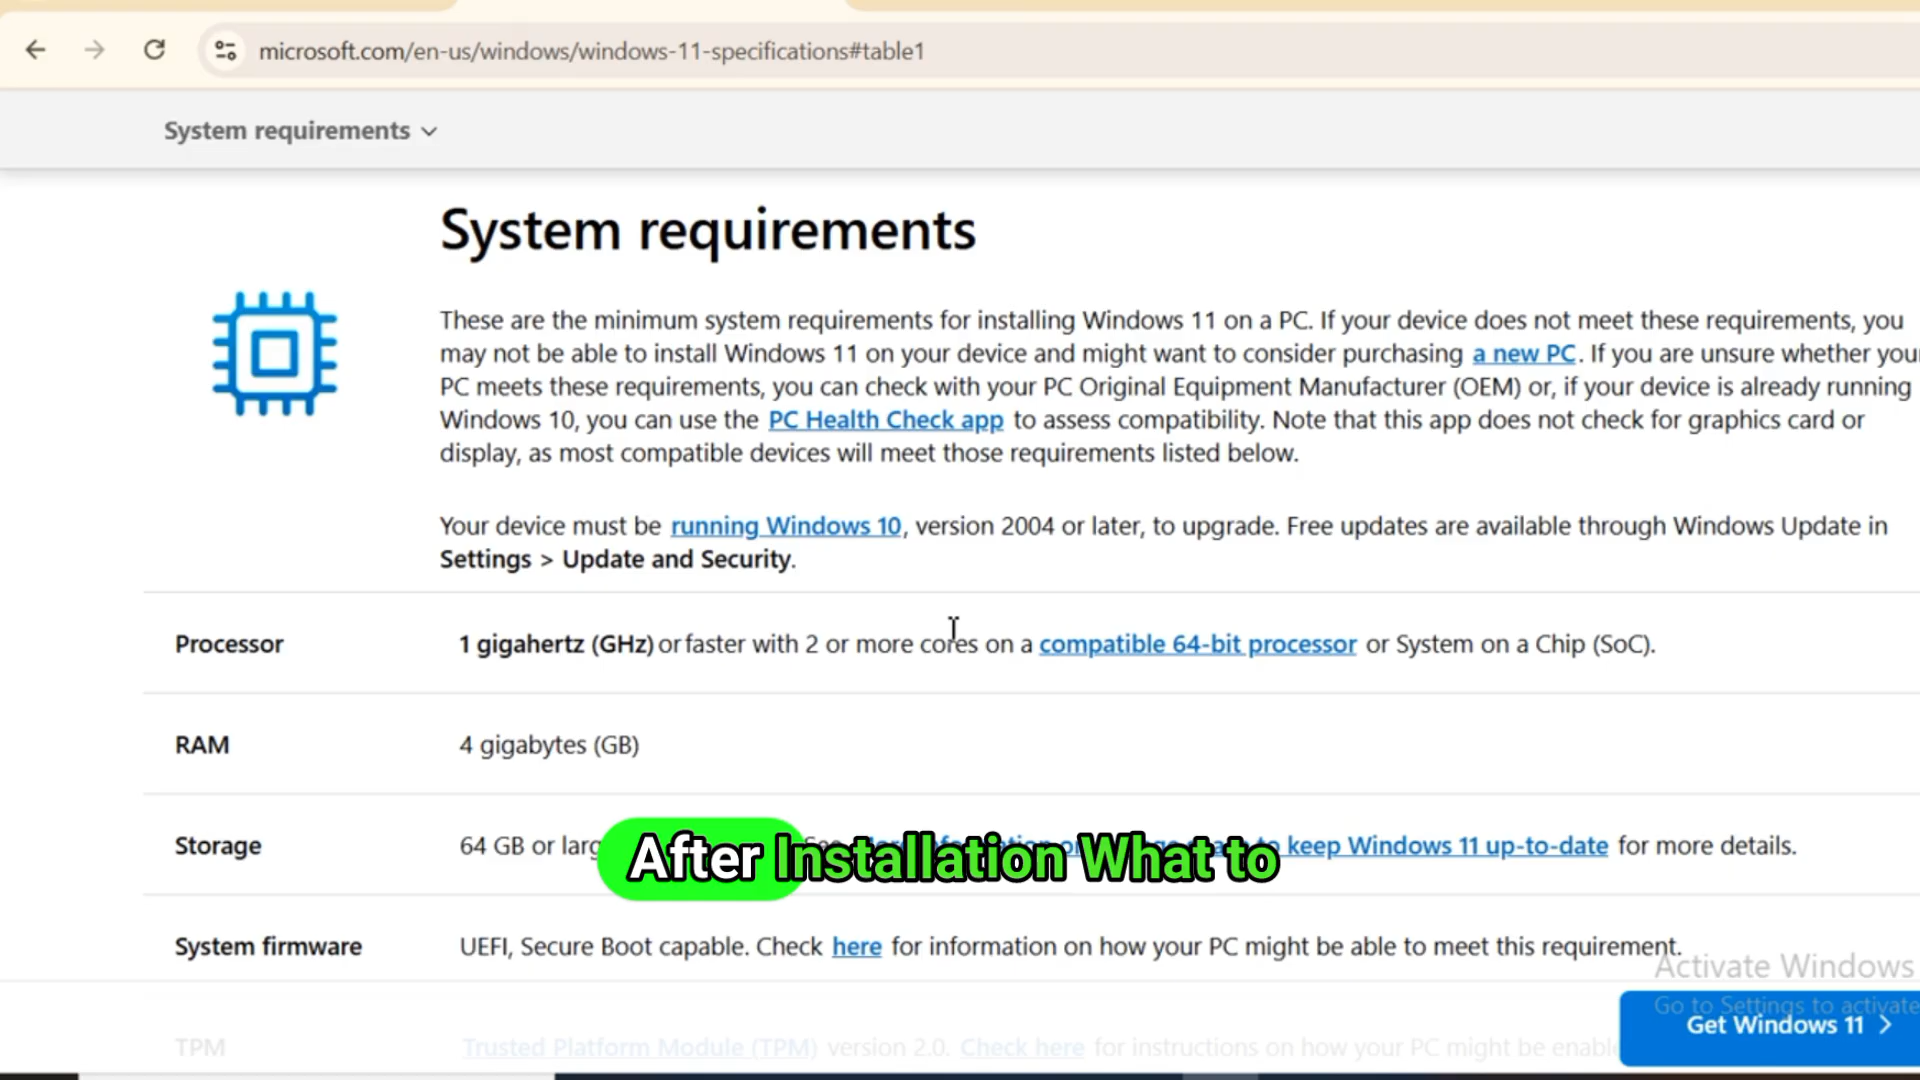 microsoft.com/en-us/windows/windows-11-specifications#table1
System requirements
System requirements
These are the minimum system requirements for installing Windows 11 on a PC. If your device does not meet these requirements, you
may not be able to install Windows 11 on your device and might want to consider purchasing a new PC. If you are unsure whether your
PC meets these requirements, you can check with your PC Original Equipment Manufacturer (OEM) or, if your device is already running
Windows 10, you can use the PC Health Check app to assess compatibility. Note that this app does not check for graphics card or
display, as most compatible devices will meet those requirements listed below.
Your device must be running Windows 10, version 2004 or later, to upgrade. Free updates are available through Windows Update in
Settings > Update and Security.
Processor 1 gigahertz (GHz) or faster with 2 or more cores on a compatible 64-bit processor or System on a Chip (SoC).
RAM 4 gigabytes (GB)
Storage 64 GB or keep Windows 11 up-to-date for more details.
After Installation What to
System firmware UEFI, Secure Boot capable. Check here for information on how your PC might be able to meet this requirement.
Activate Windows
Go to Settings to activate
Get Windows 11
TPM Trusted Platform Module (TPM) version 2.0. Check here for instructions on how your PC might be